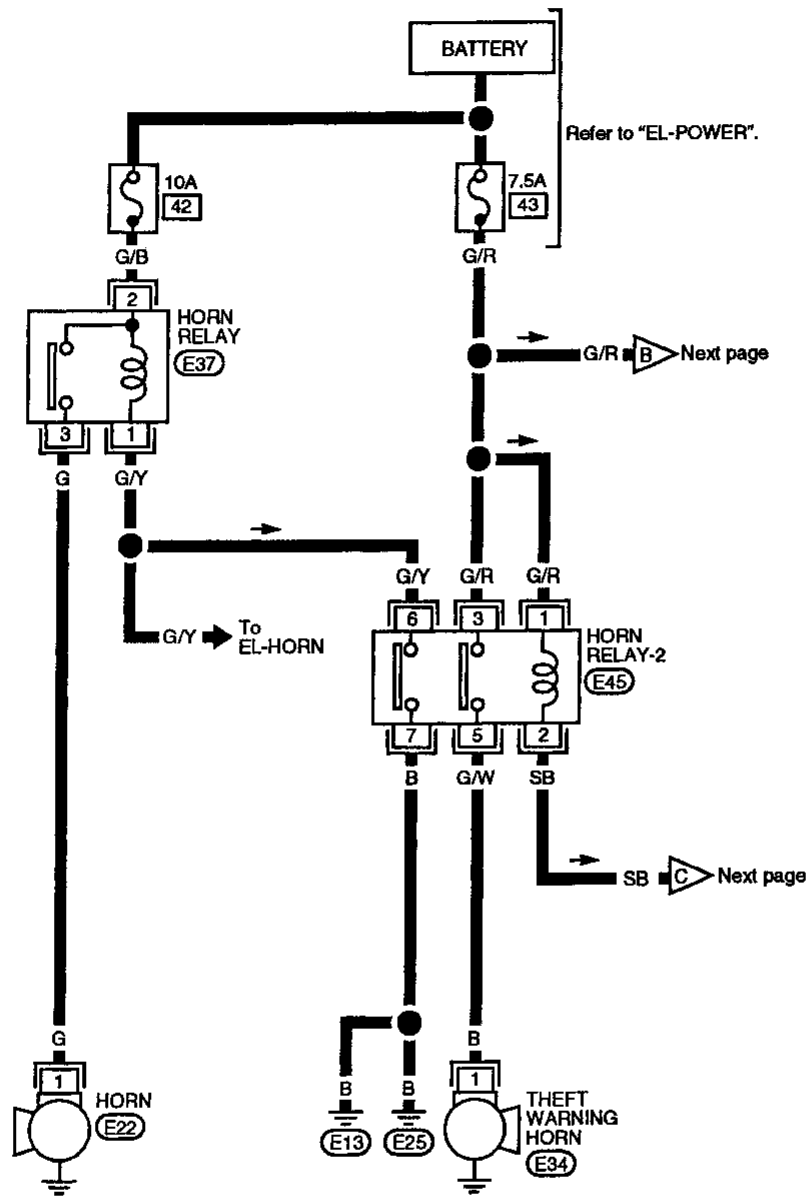 BATTERY
Refer to "EL-POWER".
10A
42
7.5A
43
G/B
G/R
2
HORN
RELAY
E37
G/R
B
Next page
3
1
G
G/Y
G/Y
G/R
G/R
G/Y
To
EL-HORN
6
3
1
HORN
RELAY-2
E45
7
5
2
B
G/W
SB
SB
C
Next page
G
B
1
HORN
E22
B
B
E13
E25
1
THEFT
WARNING
HORN
E34